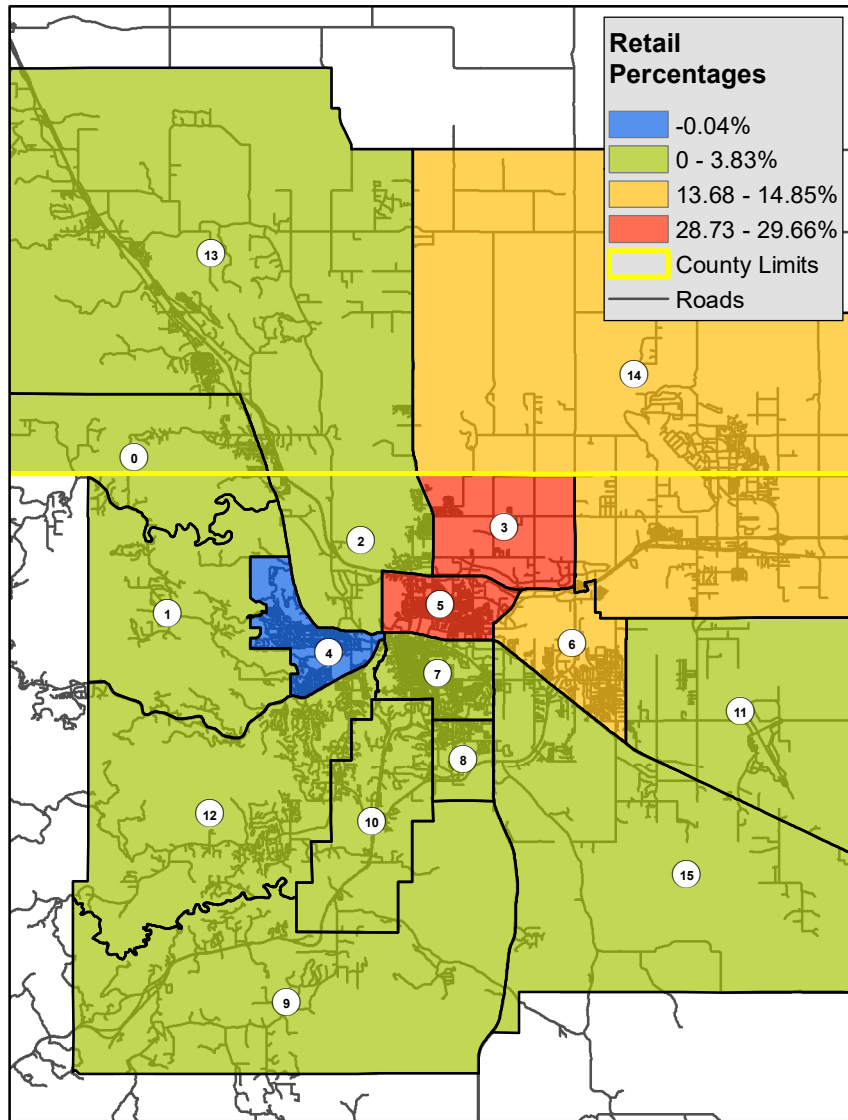 Retail
Percentages
-0.04%
0 - 3.83%
13.68 - 14.85%
28.73 - 29.66%
County Limits
Roads
13
14
0
3
2
5
1
6
4
7
11
8
12
10
15
9